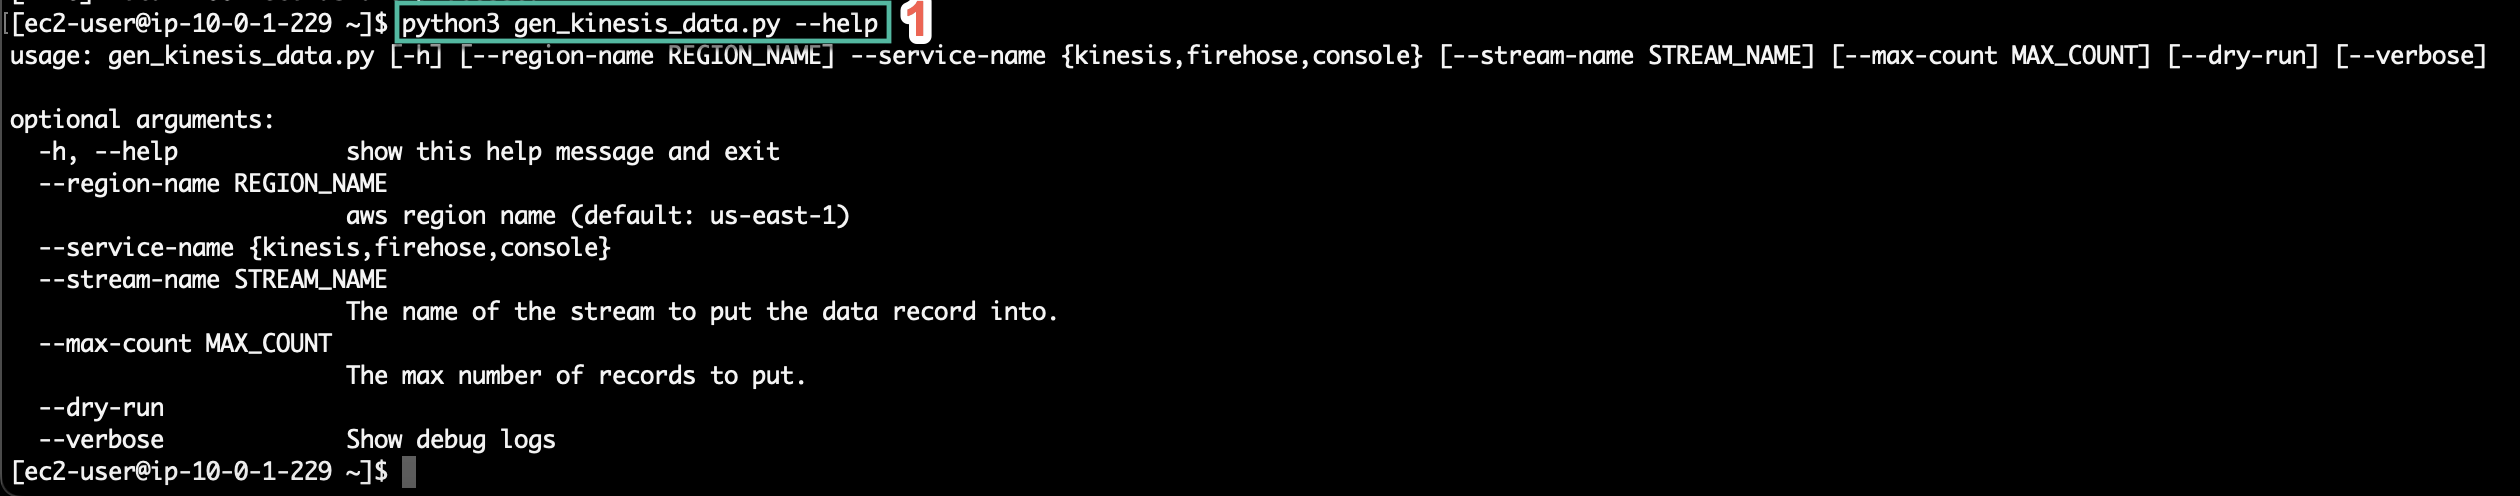 [ec2-user@ip-10-0-1-229 ~]$ python3 gen_kinesis_data.py --help 1
usage: gen_kinesis_data.py [-h] [--region-name REGION_NAME] --service-name {kinesis,firehose,console} [--stream-name STREAM_NAME] [--max-count MAX_COUNT] [--dry-run] [--verbose]

optional arguments:
  -h, --help            show this help message and exit
  --region-name REGION_NAME
                        aws region name (default: us-east-1)
  --service-name {kinesis,firehose,console}
  --stream-name STREAM_NAME
                        The name of the stream to put the data record into.
  --max-count MAX_COUNT
                        The max number of records to put.
  --dry-run
  --verbose             Show debug logs
[ec2-user@ip-10-0-1-229 ~]$